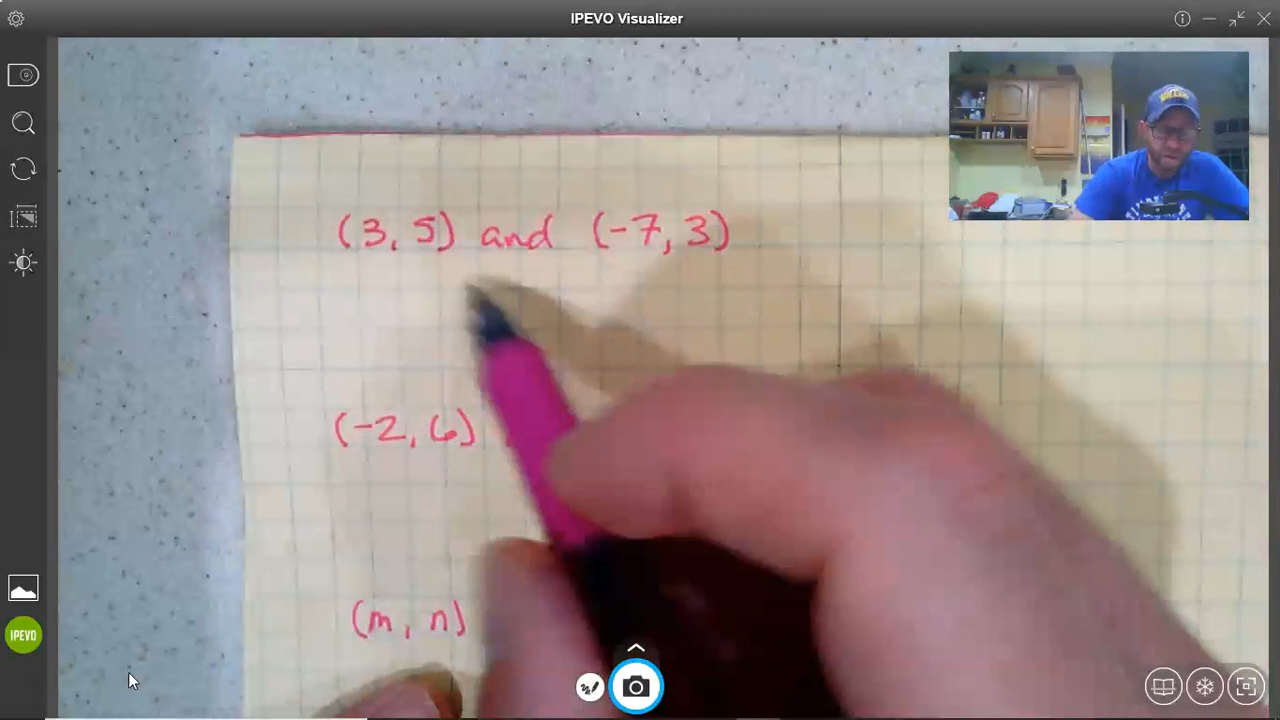 IPEVO Visualizer
(3, 5) and (-7, 3)
(-2, 6)
(m, n)
IPEVO